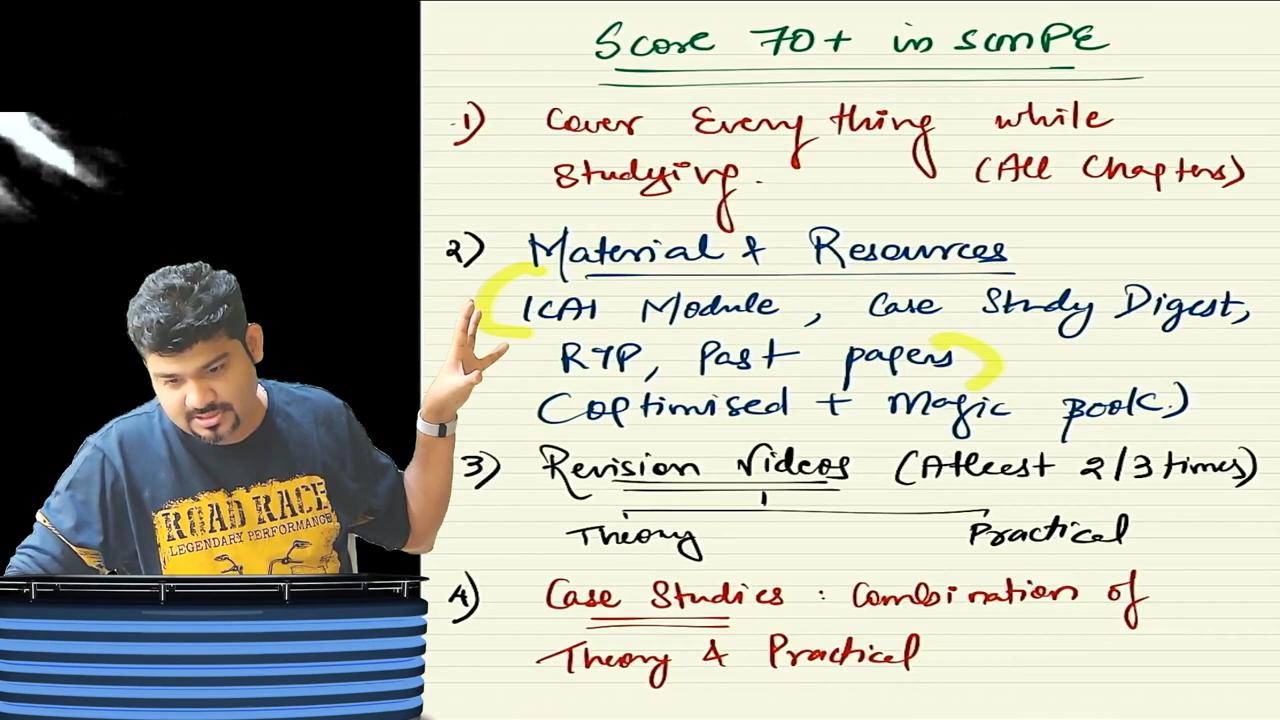 Score 70+ in SCMPE
1) Cover Everything while
studying. (All Chapters)
2) Material & Resources
ICAI Module, Case Study Digest,
RTP, Past papers
(Optimised + Magic Book.)
3) Revision Videos (Atleest 2/3 times)
Theory Practical
4) Case Studies : Combination of
Theory & Practical
ROAD RACE
LEGENDARY PERFORMANCE